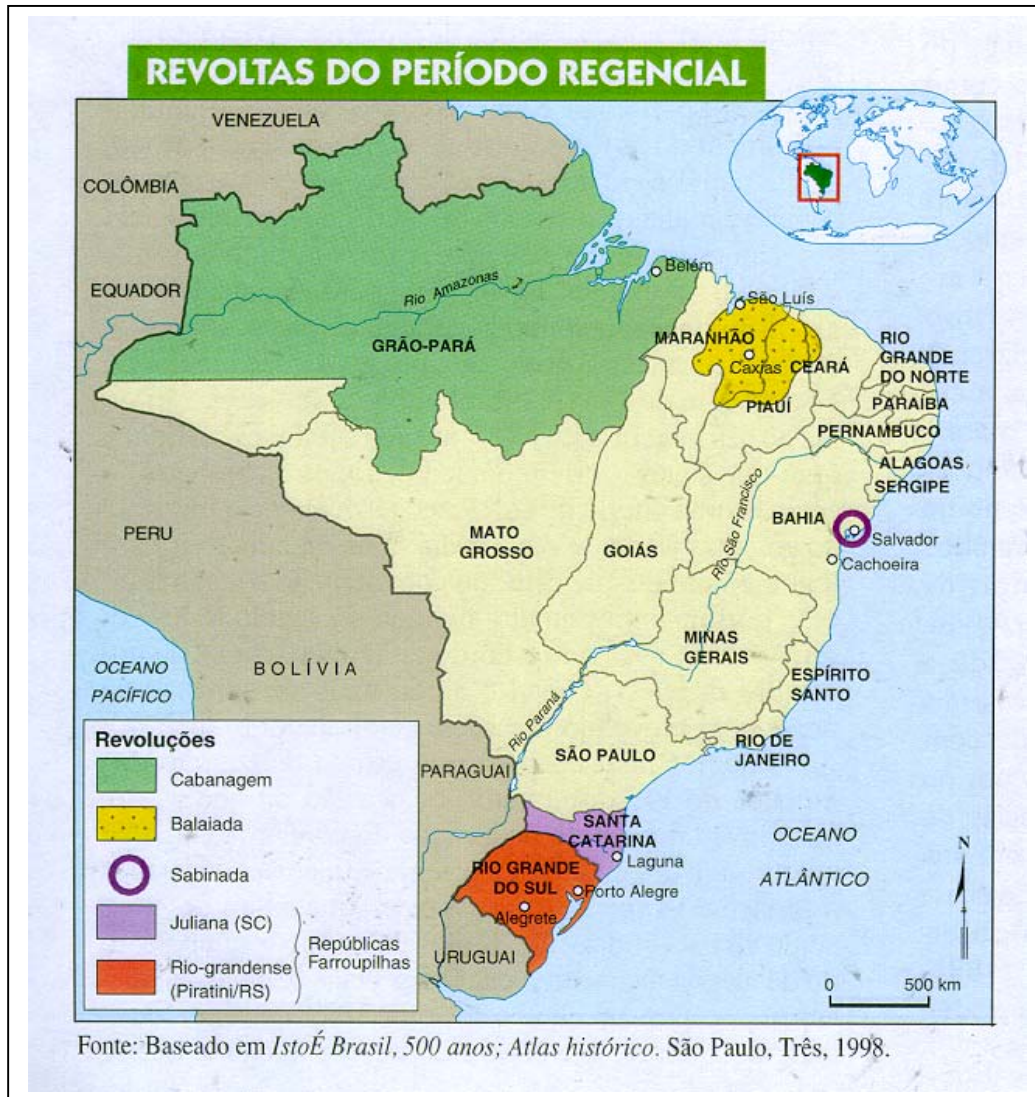 REVOLTAS DO PERÍODO REGENCIAL
VENEZUELA
COLÔMBIA
EQUADOR
Rio Amazonas
Belém
São Luís
GRÃO-PARÁ
MARANHÃO
Caxias
CEARÁ
RIO
GRANDE
DO NORTE
PARAÍBA
PIAUÍ
PERNAMBUCO
ALAGOAS
SERGIPE
Rio São Francisco
BAHIA
Salvador
Cachoeira
PERU
MATO
GROSSO
GOIÁS
MINAS
GERAIS
ESPÍRITO
SANTO
OCEANO
PACÍFICO
BOLÍVIA
Rio Paraná
SÃO PAULO
RIO DE
JANEIRO
PARAGUAI
SANTA
CATARINA
Laguna
RIO GRANDE
DO SUL
Porto Alegre
Alegrete
URUGUAI
OCEANO
ATLÂNTICO
N
0 500 km
Revoluções
Cabanagem
Balaiada
Sabinada
Juliana (SC)
Rio-grandense
(Piratini/RS)
Repúblicas
Farroupilhas
Fonte: Baseado em IstoÉ Brasil, 500 anos; Atlas histórico. São Paulo, Três, 1998.